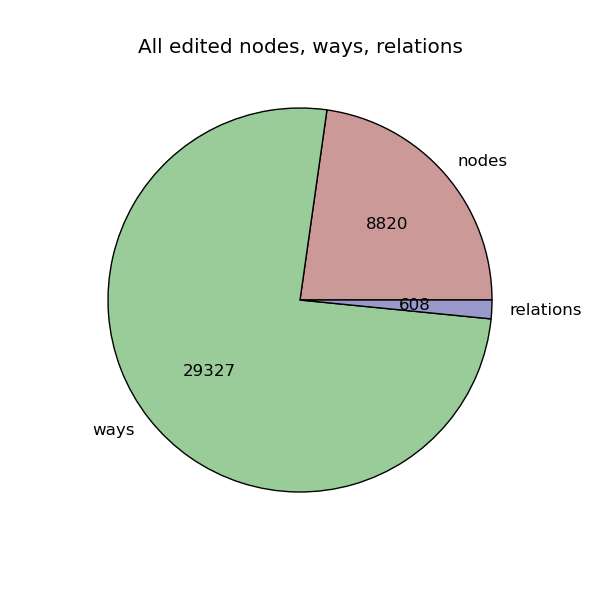 All edited nodes, ways, relations
nodes
8820
608
relations
29327
ways